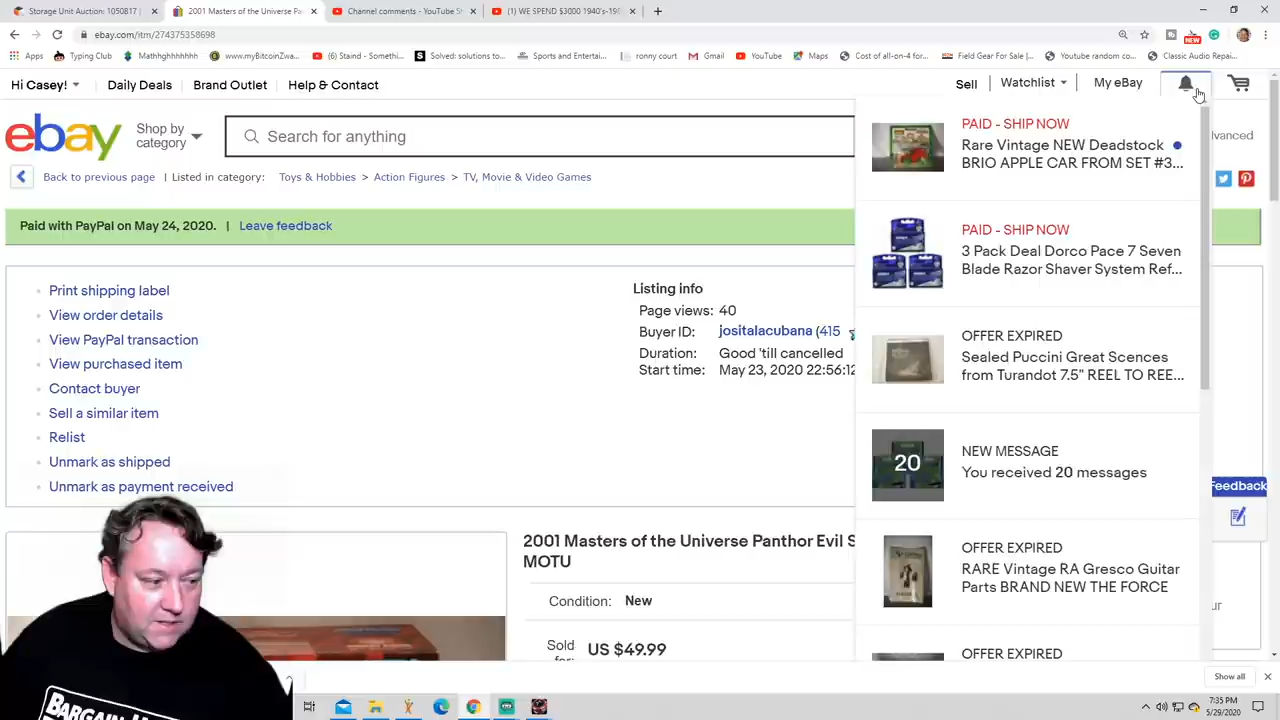 Storage Unit Auction: 1050817
2001 Masters of the Universe Pa
Channel comments - YouTube S
(1) WE SPEND $3000 1940's-19
ebay.com/itm/274375358698
NEW
Apps
Typing Club
Mathhghhhhhh
www.myBitcoinZwa...
Staind - Somethi...
Solved: solutions:t...
Sports and Entertai...
ronny court
Gmail
YouTube
Maps
Cost of all-on-4 for...
Field Gear For Sale |...
Youtube random co...
Classic Audio Repai...
Hi Casey!
Daily Deals
Brand Outlet
Help & Contact
Sell
Watchlist
My eBay
ebay
Shop by
category
Search for anything
dvanced
Back to previous page
Listed in category:
Toys & Hobbies > Action Figures > TV, Movie & Video Games
Paid with PayPal on May 24, 2020. | Leave feedback
Print shipping label
View order details
View PayPal transaction
View purchased item
Contact buyer
Sell a similar item
Relist
Unmark as shipped
Unmark as payment received
Listing info
Page views: 40
Buyer ID: josítalacubana (415
Duration: Good 'till cancelled
Start time: May 23, 2020 22:56:12
PAID - SHIP NOW
Rare Vintage NEW Deadstock
BRIO APPLE CAR FROM SET #3...
PAID - SHIP NOW
3 Pack Deal Dorco Pace 7 Seven
Blade Razor Shaver System Ref...
OFFER EXPIRED
Sealed Puccini Great Scences
from Turandot 7.5" REEL TO REE...
20
NEW MESSAGE
You received 20 messages
OFFER EXPIRED
RARE Vintage RA Gresco Guitar
Parts BRAND NEW THE FORCE
OFFER EXPIRED
Feedback
ur
2001 Masters of the Universe Panthor Evil S
MOTU
Condition: New
Sold
for:
US $49.99
BARGAIN
Show all
7:35 PM
5/29/2020